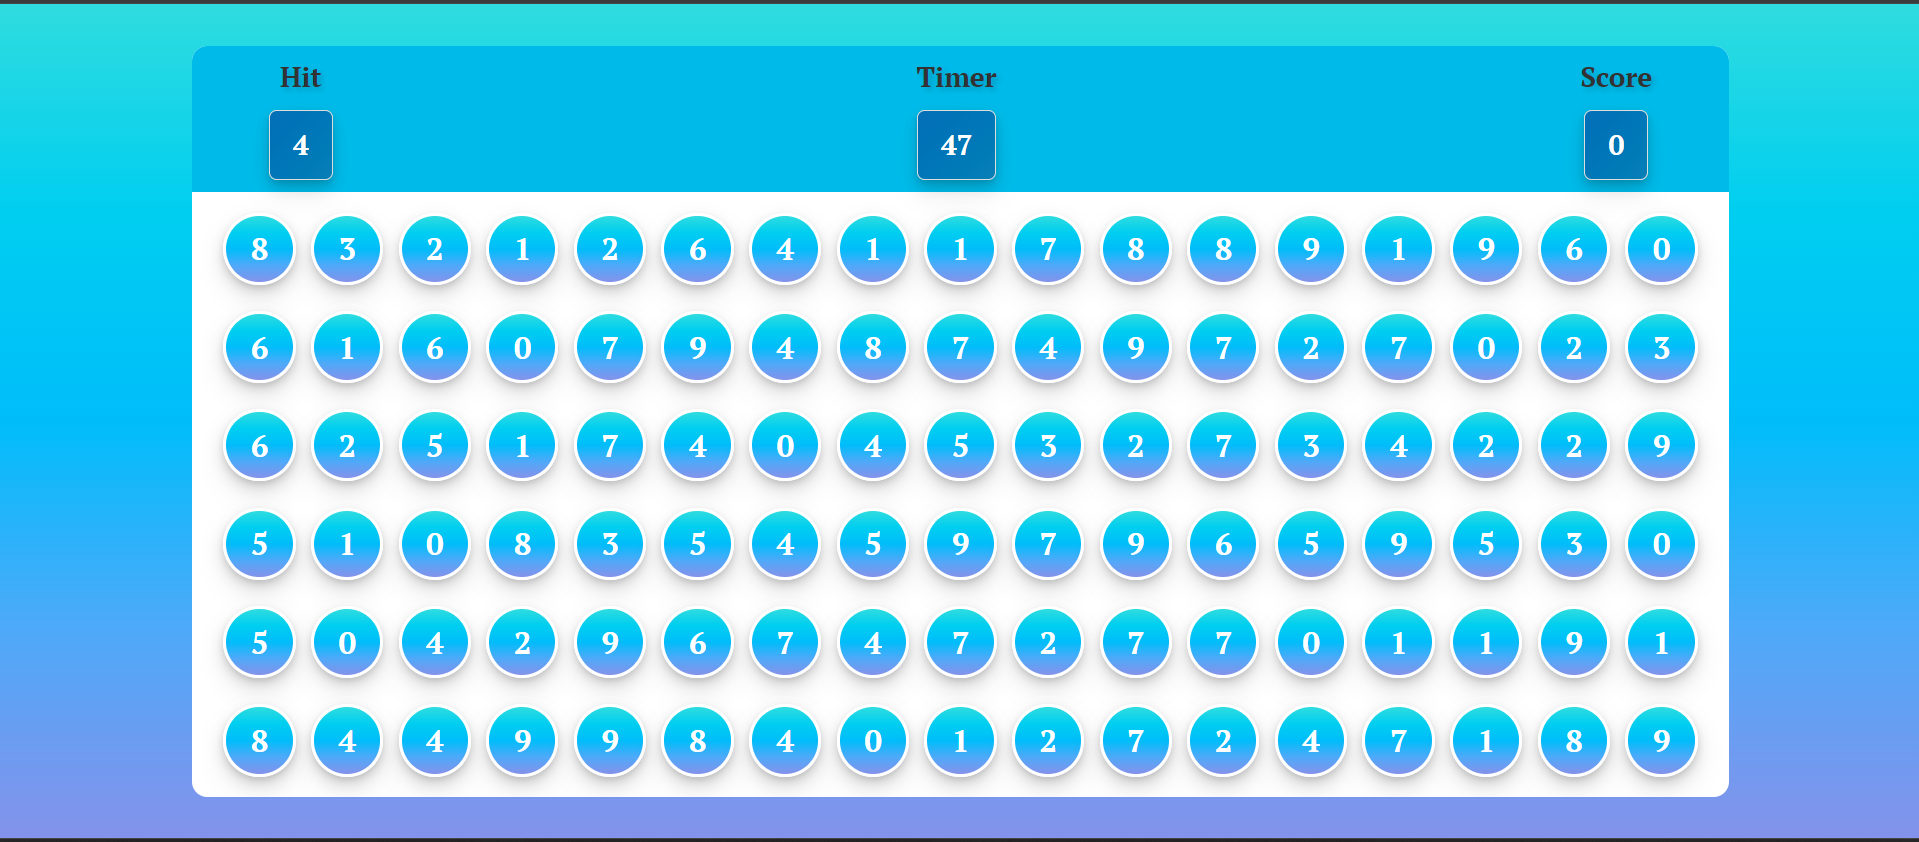 Hit Timer Score
4 47 0
8 3 2 1 2 6 4 1 1 7 8 8 9 1 9 6 0
6 1 6 0 7 9 4 8 7 4 9 7 2 7 0 2 3
6 2 5 1 7 4 0 4 5 3 2 7 3 4 2 2 9
5 1 0 8 3 5 4 5 9 7 9 6 5 9 5 3 0
5 0 4 2 9 6 7 4 7 2 7 7 0 1 1 9 1
8 4 4 9 9 8 4 0 1 2 7 2 4 7 1 8 9